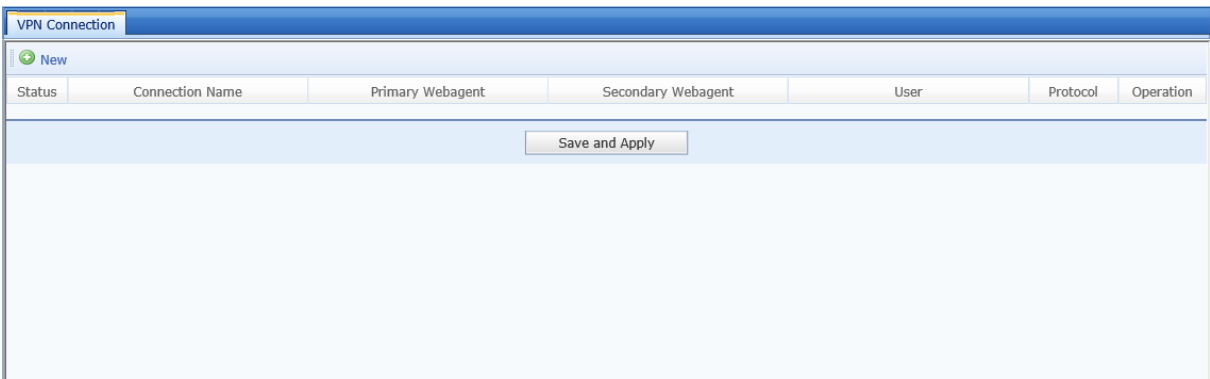 VPN Connection
New
Status Connection Name Primary Webagent Secondary Webagent User Protocol Operation
Save and Apply